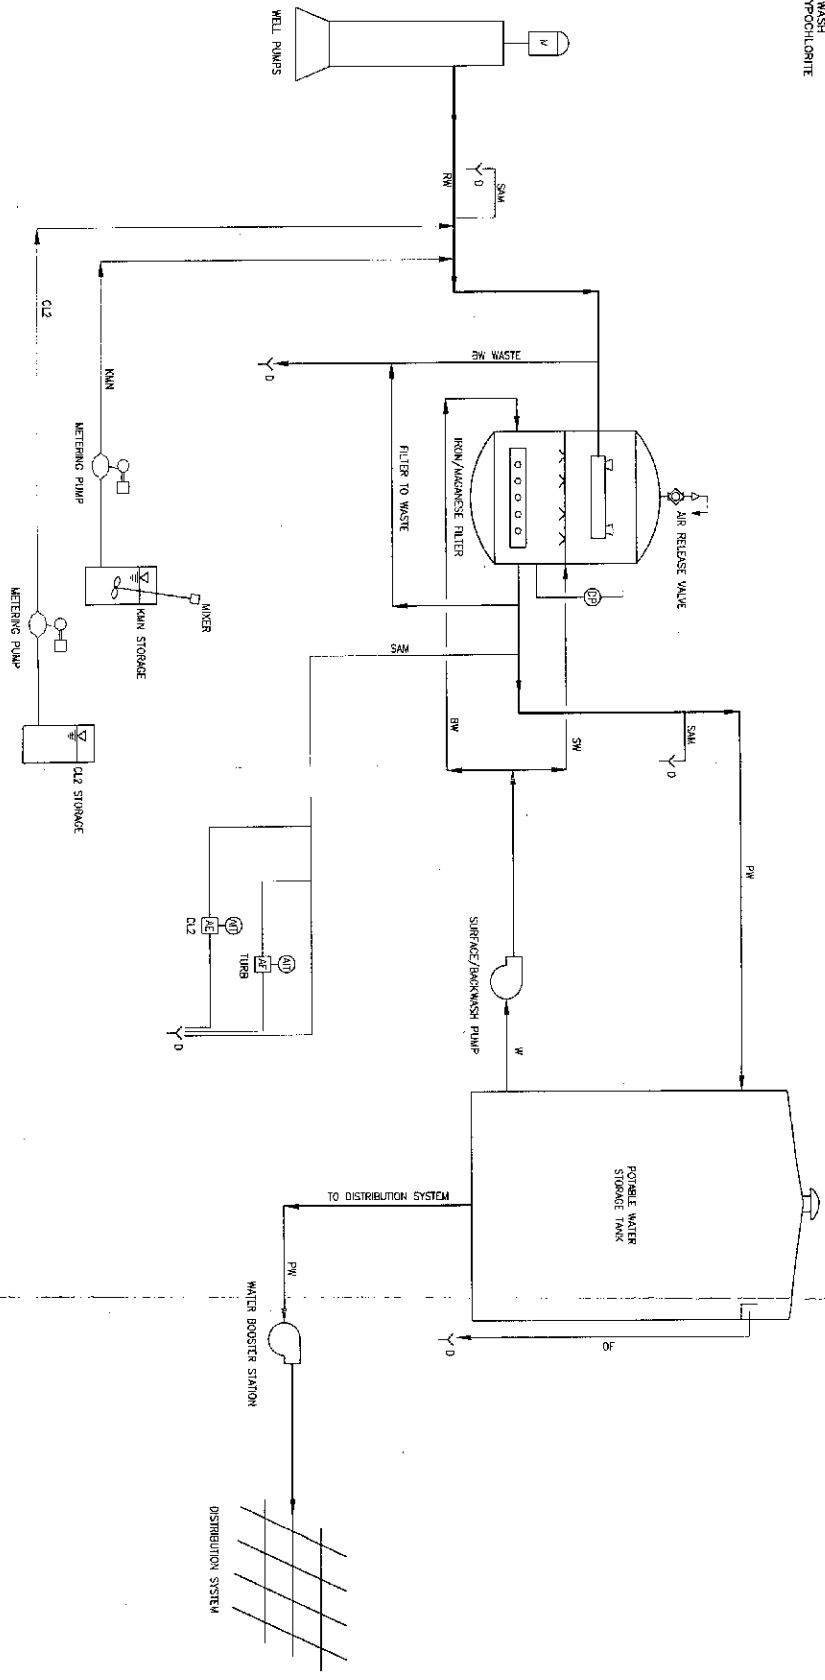 WASH
YPOCHLORITE
WELL PUMPS
M
RW
SAM
D
CL2
KMN
BW WASTE
D
METERING PUMP
FILTER TO WASTE
IRON/MAGANESE FILTER
AIR RELEASE VALVE
DP
MIXER
KMN STORAGE
METERING PUMP
CL2 STORAGE
SAM
BW
SW
SAM
D
PW
CL2
AE
AIT
TURB
AE
AIT
D
SURFACE/BACKWASH PUMP
W
POTABLE WATER
STORAGE TANK
TO DISTRIBUTION SYSTEM
PW
WATER BOOSTER STATION
OF
D
DISTRIBUTION SYSTEM